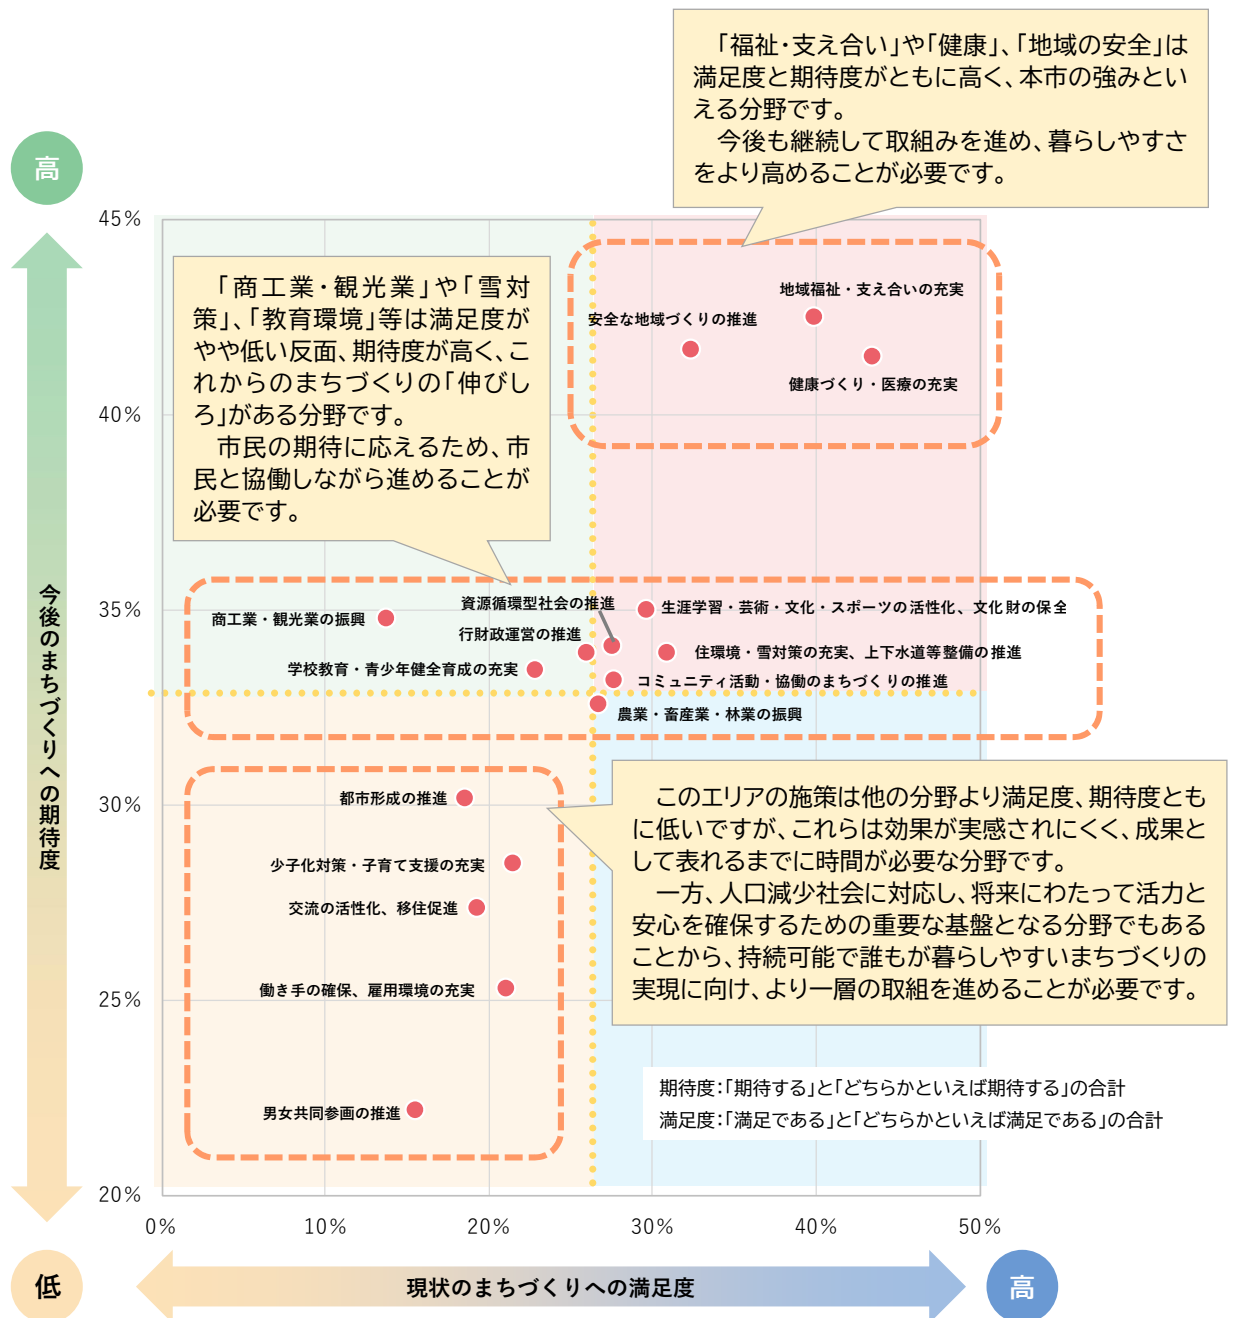 「福祉・支え合い」や「健康」、「地域の安全」は
満足度と期待度がともに高く、本市の強みとい
える分野です。
今後も継続して取組みを進め、暮らしやすさ
をより高めることが必要です。
高
45%
「商工業・観光業」や「雪対
策」、「教育環境」等は満足度が
やや低い反面、期待度が高く、こ
れからのまちづくりの「伸びし
ろ」がある分野です。
市民の期待に応えるため、市
民と協働しながら進めることが
必要です。
地域福祉・支え合いの充実
安全な地域づくりの推進
健康づくり・医療の充実
40%
35%
資源循環型社会の推進
生涯学習・芸術・文化・スポーツの活性化、文化財の保全
商工業・観光業の振興
行財政運営の推進
住環境・雪対策の充実、上下水道等整備の推進
学校教育・青少年健全育成の充実
コミュニティ活動・協働のまちづくりの推進
農業・畜産業・林業の振興
今後のまちづくりへの期待度
30%
都市形成の推進
少子化対策・子育て支援の充実
交流の活性化、移住促進
働き手の確保、雇用環境の充実
男女共同参画の推進
このエリアの施策は他の分野より満足度、期待度とも
に低いですが、これらは効果が実感されにくく、成果と
して表れるまでに時間が必要な分野です。
一方、人口減少社会に対応し、将来にわたって活力と
安心を確保するための重要な基盤となる分野でもある
ことから、持続可能で誰もが暮らしやすいまちづくりの
実現に向け、より一層の取組を進めることが必要です。
25%
期待度：「期待する」と「どちらかといえば期待する」の合計
満足度：「満足である」と「どちらかといえば満足である」の合計
20%
0%
10%
20%
30%
40%
50%
低
現状のまちづくりへの満足度
高